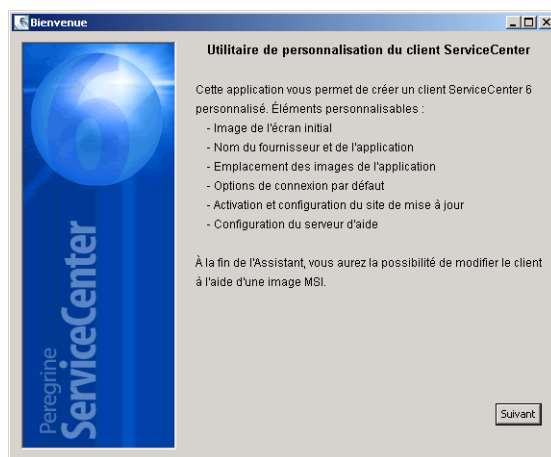 Bienvenue
Utilitaire de personnalisation du client ServiceCenter
Cette application vous permet de créer un client ServiceCenter 6
personnalisé. Éléments personnalisables :
- Image de l'écran initial
- Nom du fournisseur et de l'application
- Emplacement des images de l'application
- Options de connexion par défaut
- Activation et configuration du site de mise à jour
- Configuration du serveur d'aide
À la fin de l'Assistant, vous aurez la possibilité de modifier le client
à l'aide d'une image MSI.
6
Peregrine
ServiceCenter
Suivant